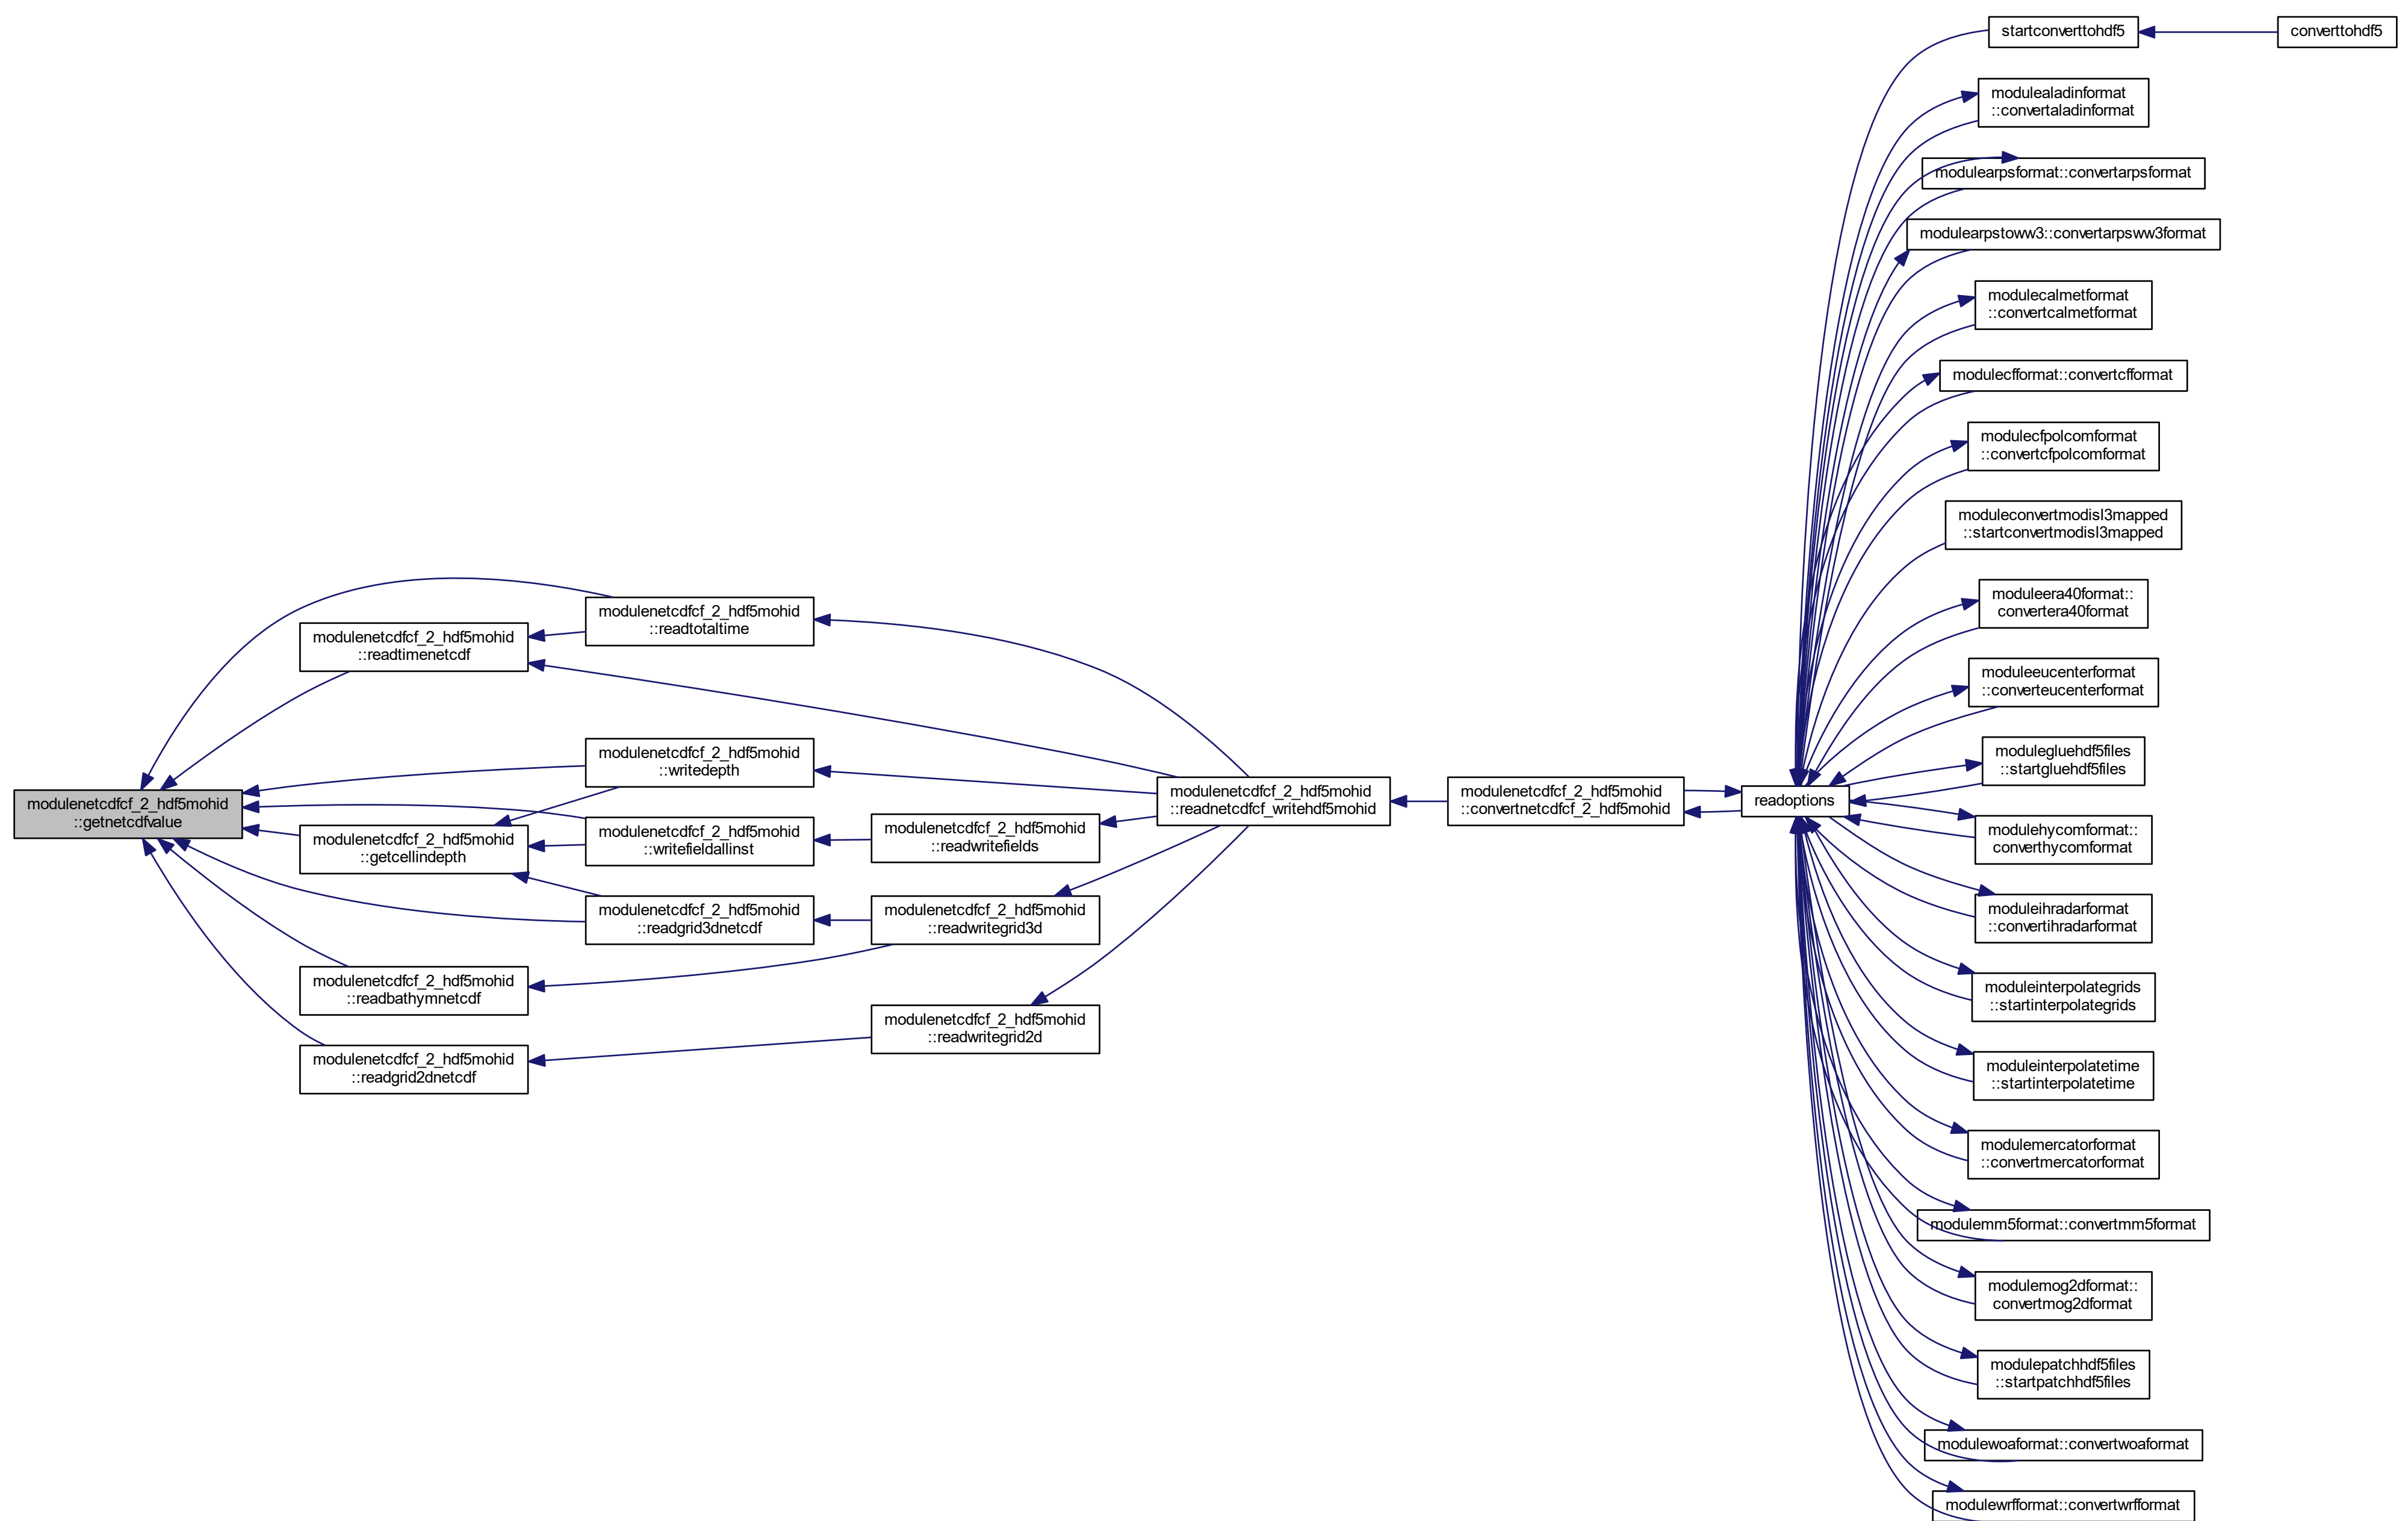 modulenetcdfcf_2_hdf5mohid
::getnetcdfvalue
modulenetcdfcf_2_hdf5mohid
::readtimenetcdf
modulenetcdfcf_2_hdf5mohid
::getcellindepth
modulenetcdfcf_2_hdf5mohid
::readbathymnetcdf
modulenetcdfcf_2_hdf5mohid
::readgrid2dnetcdf
modulenetcdfcf_2_hdf5mohid
::readtotaltime
modulenetcdfcf_2_hdf5mohid
::writedepth
modulenetcdfcf_2_hdf5mohid
::writefieldallinst
modulenetcdfcf_2_hdf5mohid
::readgrid3dnetcdf
modulenetcdfcf_2_hdf5mohid
::readwritefields
modulenetcdfcf_2_hdf5mohid
::readwritegrid3d
modulenetcdfcf_2_hdf5mohid
::readwritegrid2d
modulenetcdfcf_2_hdf5mohid
::readnetcdfcf_writehdf5mohid
modulenetcdfcf_2_hdf5mohid
::convertnetcdfcf_2_hdf5mohid
readoptions
startconverttohdf5
converttohdf5
modulealadinformat
::convertaladinformat
modulearpsformat::convertarpsformat
modulearpstoww3::convertarpsww3format
modulecalmetformat
::convertcalmetformat
modulecfformat::convertcfformat
modulecfpolcomformat
::convertcfpolcomformat
moduleconvertmodisl3mapped
::startconvertmodisl3mapped
moduleera40format::
convertera40format
moduleeucenterformat
::converteucenterformat
modulegluehdf5files
::startgluehdf5files
modulehycomformat::
converthycomformat
moduleihradarformat
::convertihradarformat
moduleinterpolategrids
::startinterpolategrids
moduleinterpolatetime
::startinterpolatetime
modulemercatorformat
::convertmercatorformat
modulemm5format::convertmm5format
modulemog2dformat::
convertmog2dformat
modulepatchhdf5files
::startpatchhdf5files
modulewoaformat::convertwoaformat
modulewrfformat::convertwrfformat